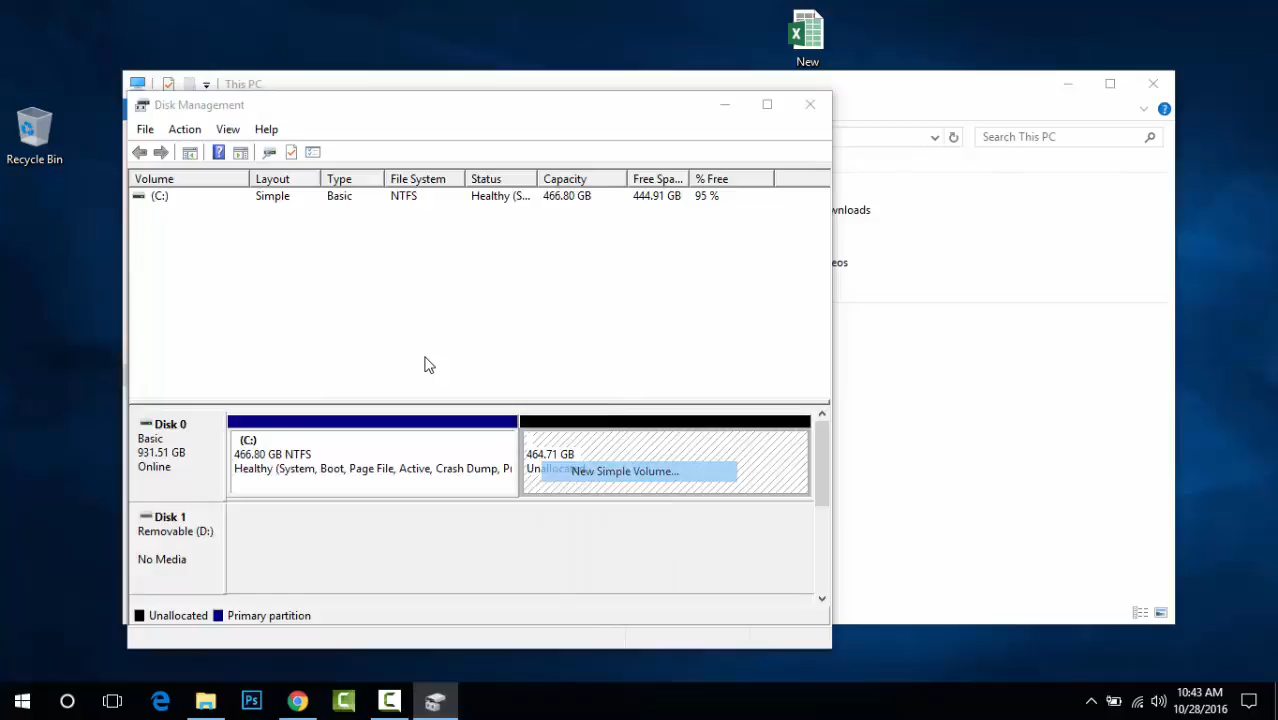 New
Recycle Bin
This PC
Disk Management
File Action View Help
Search This PC
Volume Layout Type File System Status Capacity Free Spa... % Free
(C:) Simple Basic NTFS Healthy (S... 466.80 GB 444.91 GB 95 %
wnloads
eos
Disk 0
Basic
931.51 GB
Online
(C:)
466.80 GB NTFS
Healthy (System, Boot, Page File, Active, Crash Dump, Pr
464.71 GB
New Simple Volume...
Disk 1
Removable (D:)
No Media
Unallocated Primary partition
10:43 AM
10/28/2016